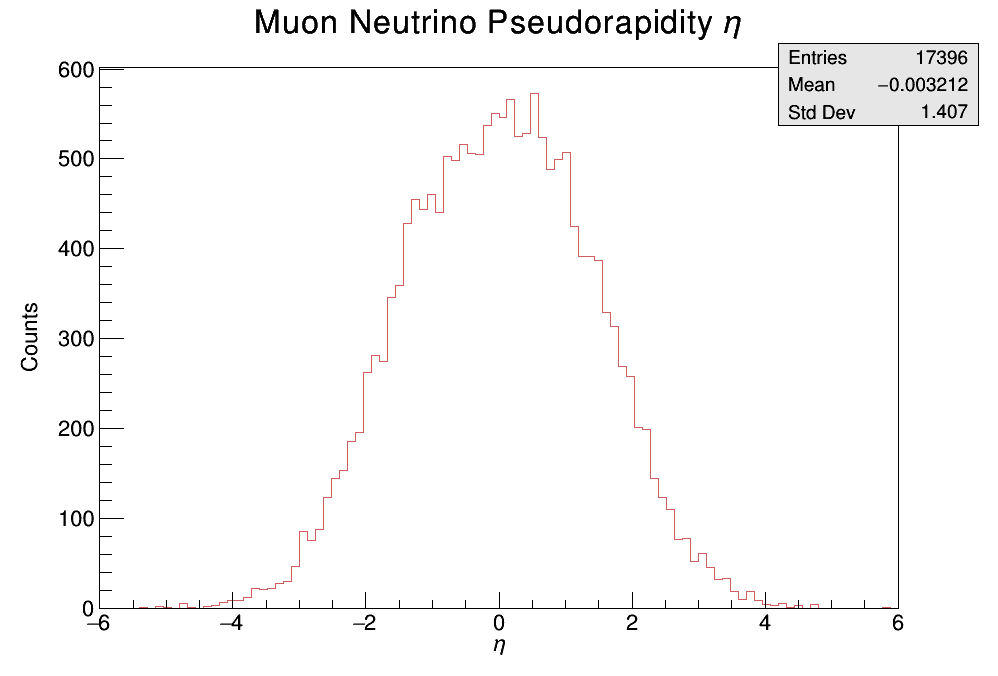 Muon Neutrino Pseudorapidity η
Entries 17396
Mean −0.003212
Std Dev 1.407
600
500
400
300
200
100
0
Counts
−6 −4 −2 0 2 4 6
η